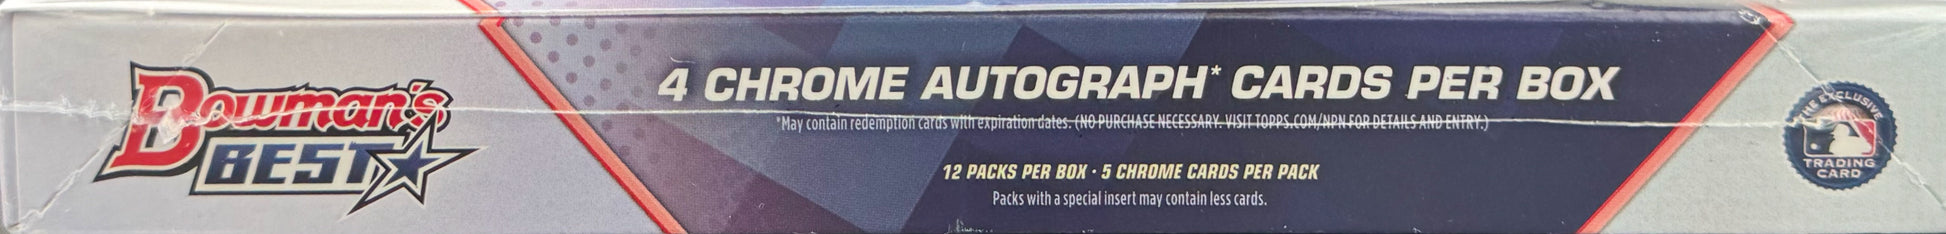 Bowman's
BEST
4 CHROME AUTOGRAPH* CARDS PER BOX
*May contain redemption cards with expiration dates. (NO PURCHASE NECESSARY. VISIT TOPPS.COM/NPN FOR DETAILS AND ENTRY.)
12 PACKS PER BOX · 5 CHROME CARDS PER PACK
Packs with a special insert may contain less cards.
THE EXCLUSIVE
TRADING
CARD